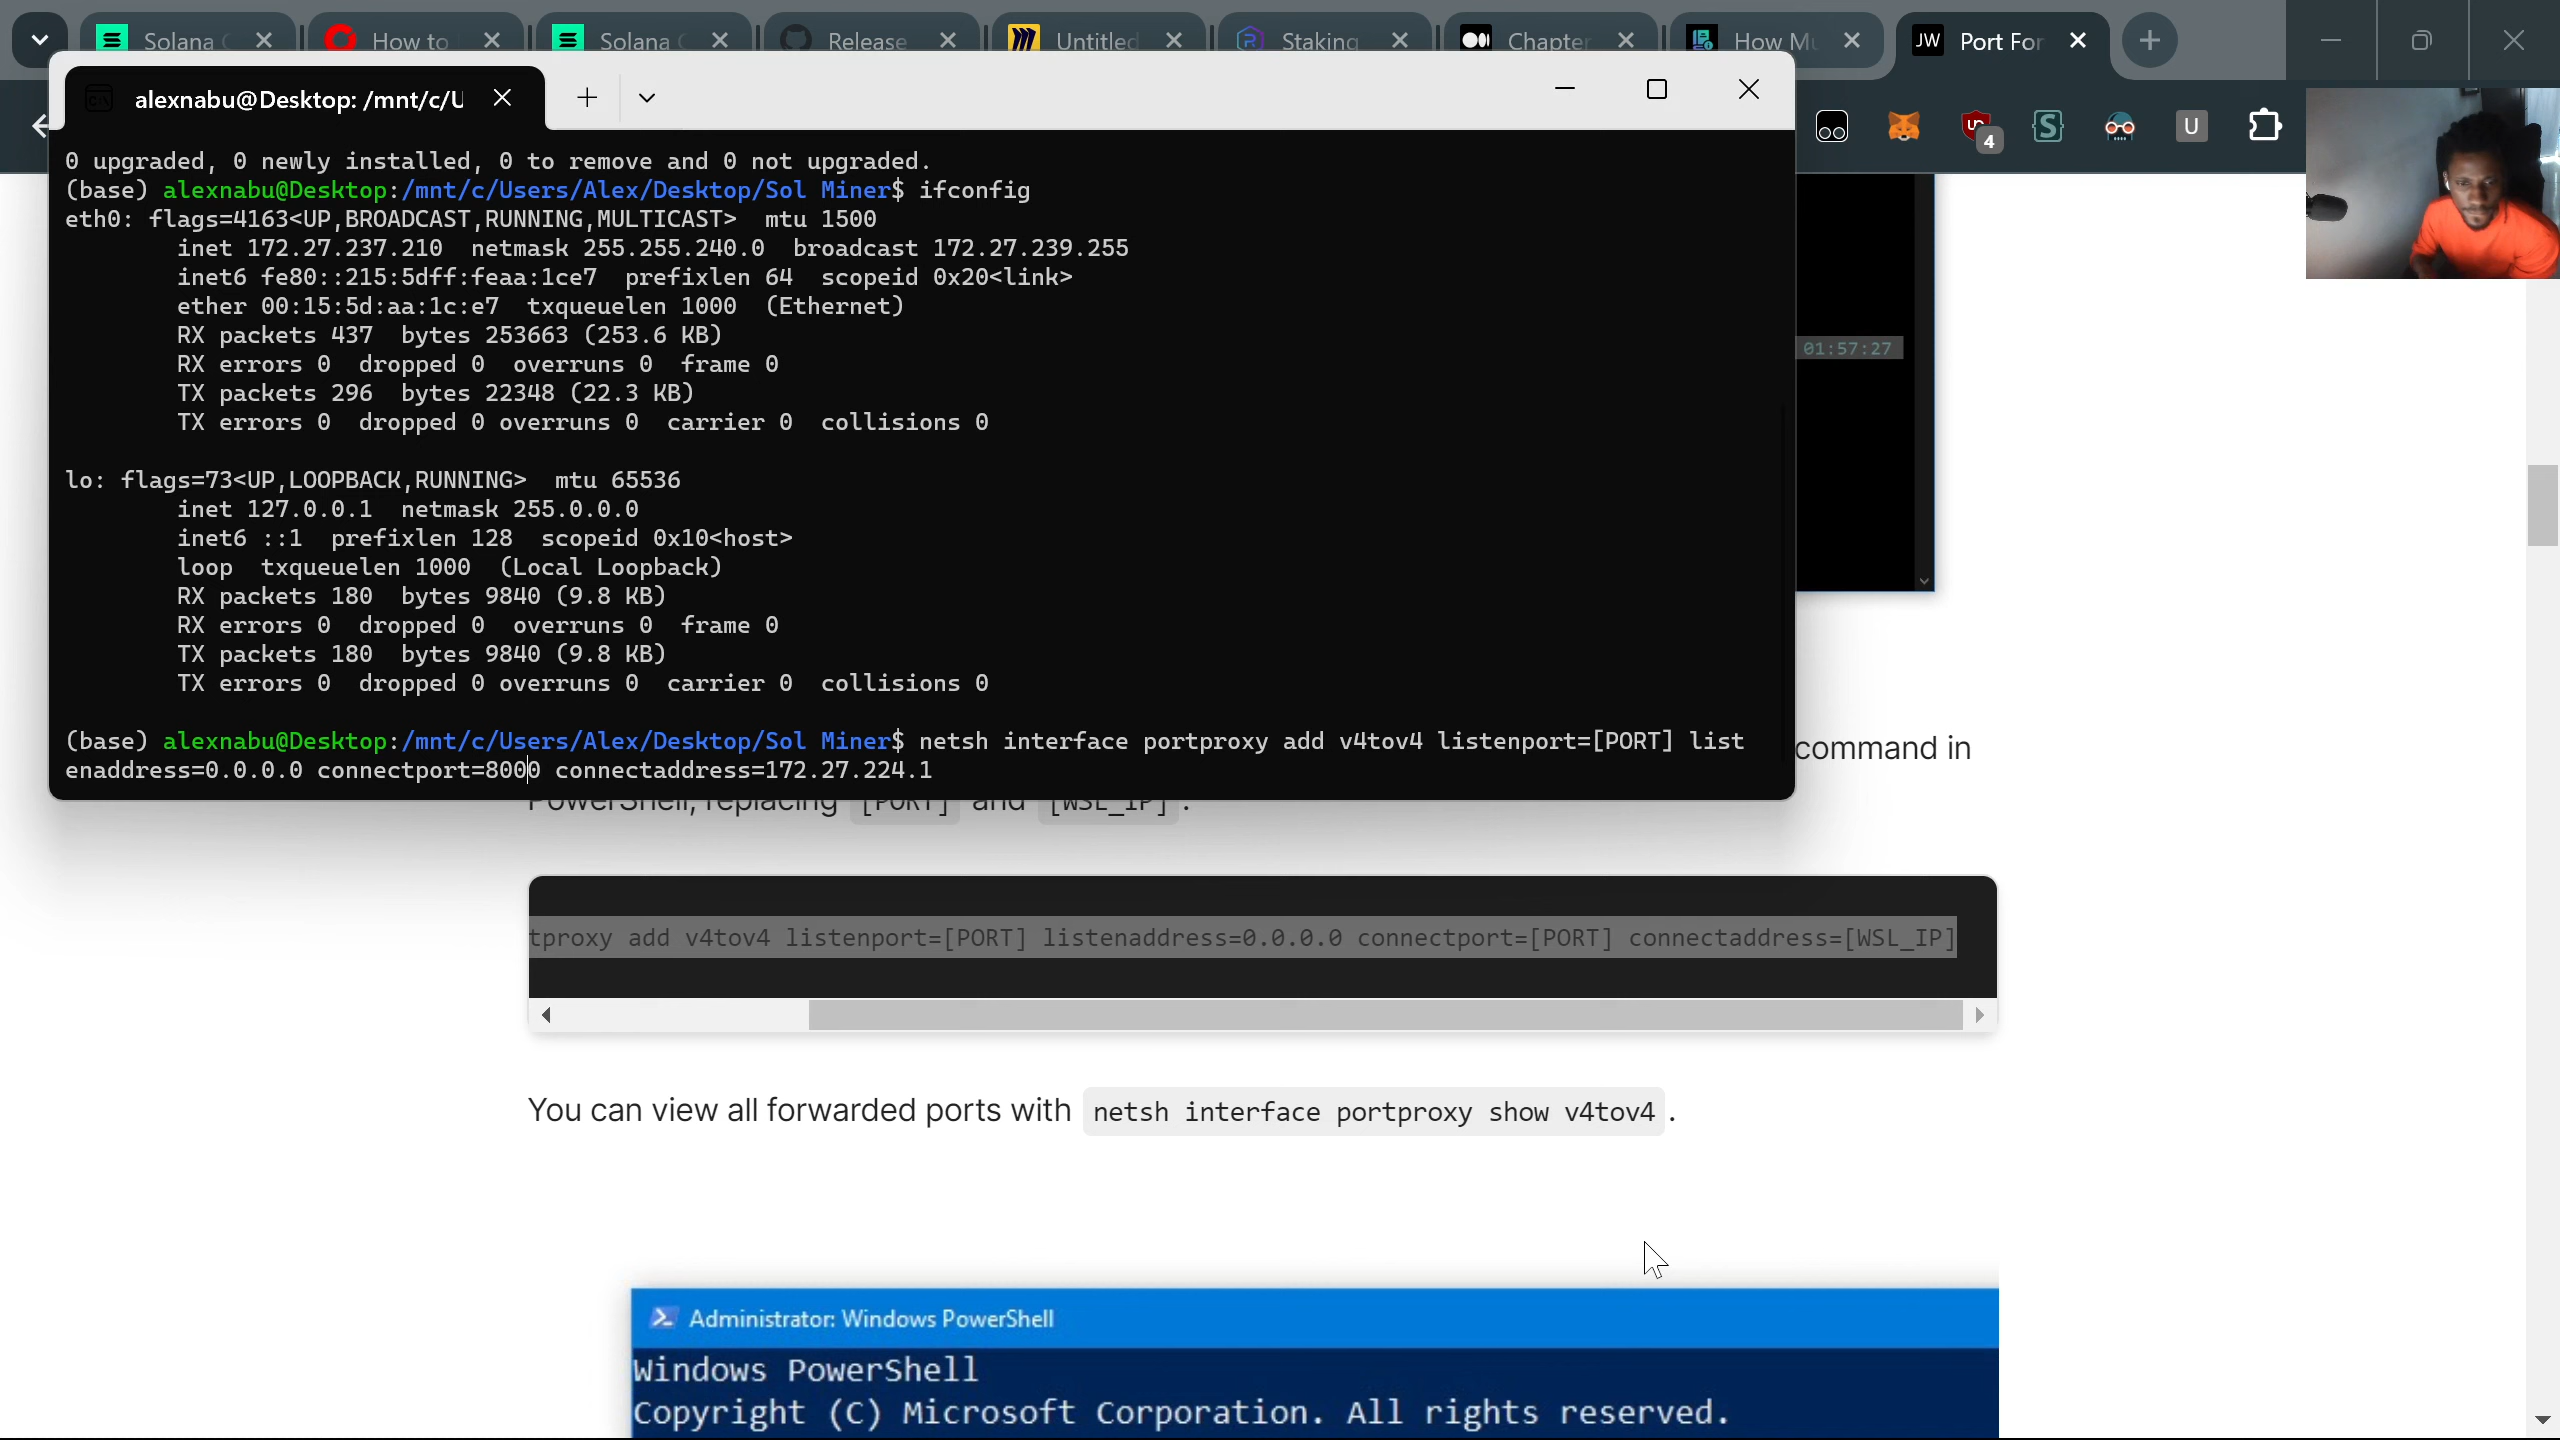 Solana
How to
Solana
Release
Untitled
Staking
Chapter
How Mu
JW Port For
alexnabu@Desktop: /mnt/c/U
4
U
0 upgraded, 0 newly installed, 0 to remove and 0 not upgraded.
(base) alexnabu@Desktop:/mnt/c/Users/Alex/Desktop/Sol Miner$ ifconfig
eth0: flags=4163<UP,BROADCAST,RUNNING,MULTICAST>  mtu 1500
inet 172.27.237.210  netmask 255.255.240.0  broadcast 172.27.239.255
inet6 fe80::215:5dff:feaa:1ce7  prefixlen 64  scopeid 0x20<link>
ether 00:15:5d:aa:1c:e7  txqueuelen 1000  (Ethernet)
RX packets 437  bytes 253663 (253.6 KB)
RX errors 0  dropped 0  overruns 0  frame 0
TX packets 296  bytes 22348 (22.3 KB)
TX errors 0  dropped 0 overruns 0  carrier 0  collisions 0
01:57:27
lo: flags=73<UP,LOOPBACK,RUNNING>  mtu 65536
inet 127.0.0.1  netmask 255.0.0.0
inet6 ::1  prefixlen 128  scopeid 0x10<host>
loop  txqueuelen 1000  (Local Loopback)
RX packets 180  bytes 9840 (9.8 KB)
RX errors 0  dropped 0  overruns 0  frame 0
TX packets 180  bytes 9840 (9.8 KB)
TX errors 0  dropped 0 overruns 0  carrier 0  collisions 0
(base) alexnabu@Desktop:/mnt/c/Users/Alex/Desktop/Sol Miner$ netsh interface portproxy add v4tov4 listenport=[PORT] list
enaddress=0.0.0.0 connectport=8000 connectaddress=172.27.224.1
command in
PowerShell, replacing [PORT] and [WSL_IP].
tproxy add v4tov4 listenport=[PORT] listenaddress=0.0.0.0 connectport=[PORT] connectaddress=[WSL_IP]
You can view all forwarded ports with netsh interface portproxy show v4tov4.
Administrator: Windows PowerShell
Windows PowerShell
Copyright (C) Microsoft Corporation. All rights reserved.